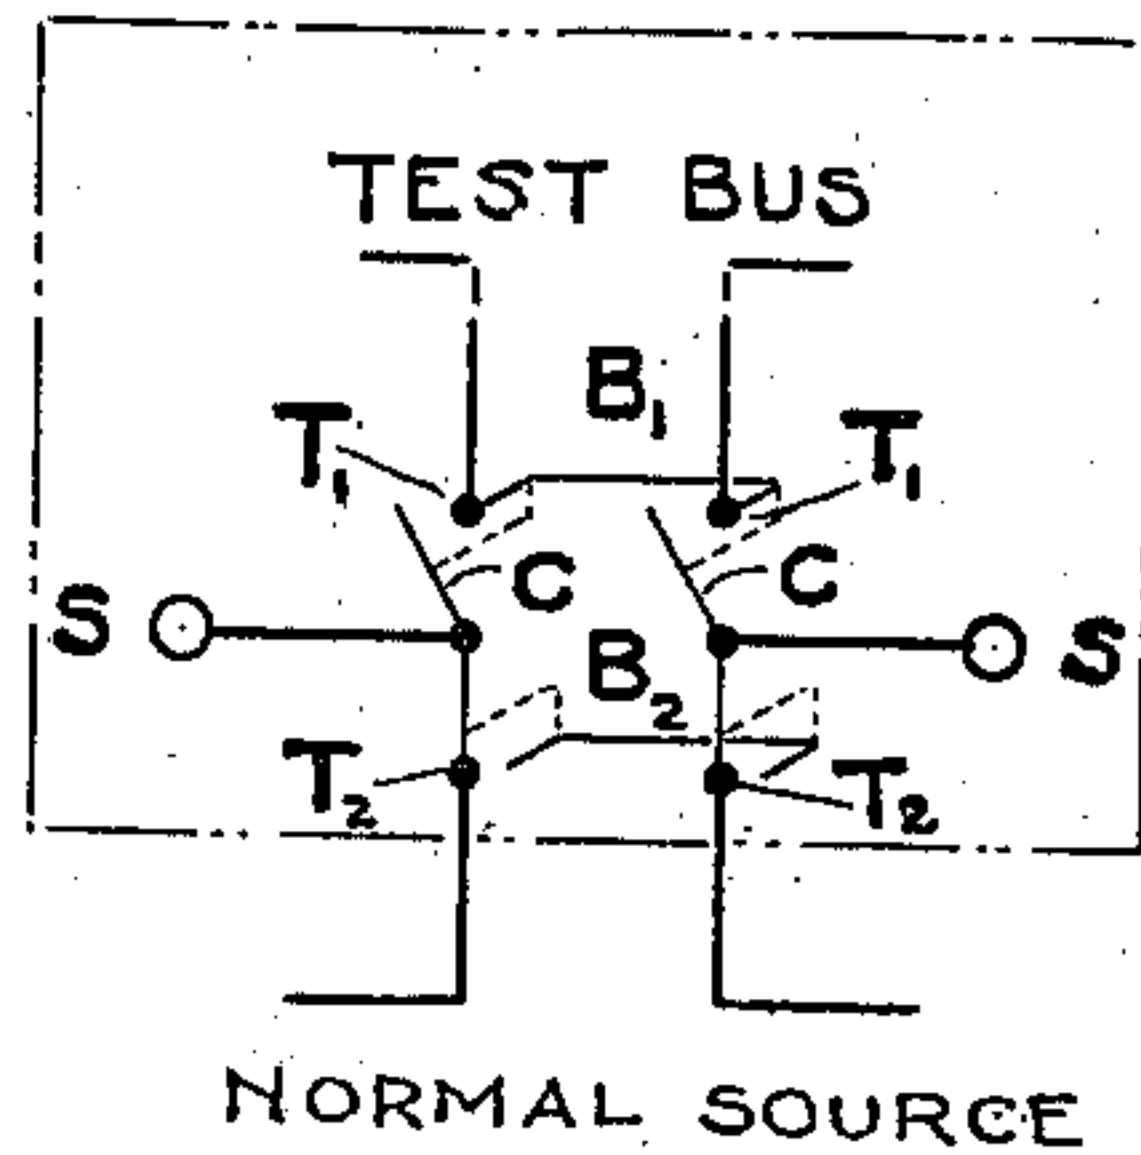 TEST BUS
B₁
T₁ T₁
C C
S S
B₂
T₂ T₂
NORMAL SOURCE